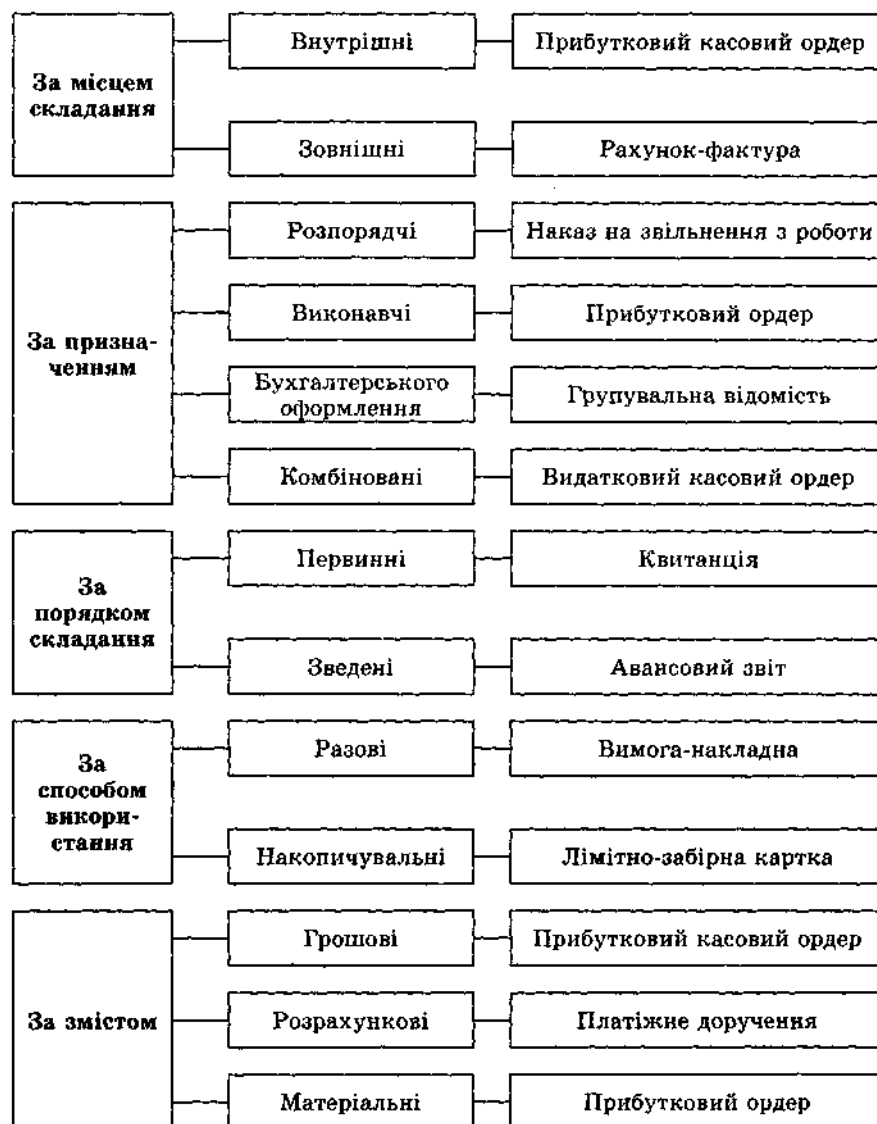 Внутрішні
Прибутковий касовий ордер
За місцем
складання
Зовнішні
Рахунок-фактура
Розпорядчі
Наказ на звільнення з роботи
Виконавчі
Прибутковий ордер
За призна-
ченням
Бухгалтерського
оформлення
Групувальна відомість
Комбіновані
Видатковий касовий ордер
Первинні
Квитанція
За
порядком
складання
Зведені
Авансовий звіт
Разові
Вимога-накладна
За
способом
викори-
стання
Накопичувальні
Лімітно-забірна картка
Грошові
Прибутковий касовий ордер
За змістом
Розрахункові
Платіжне доручення
Матеріальні
Прибутковий ордер